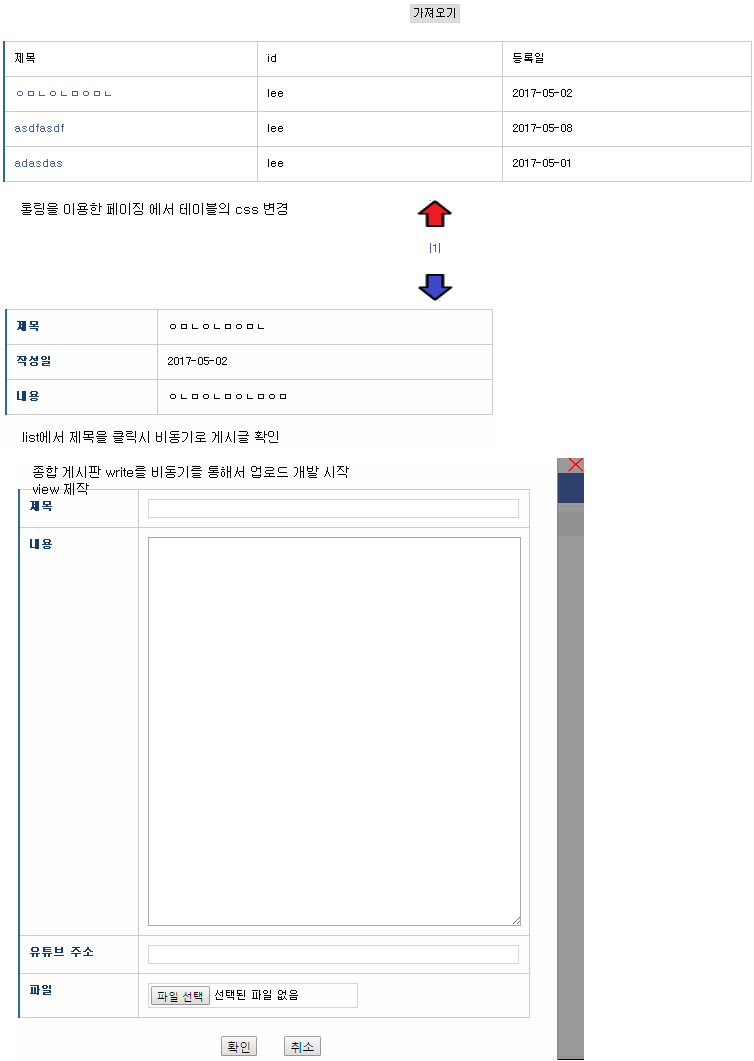 가져오기
제목 id 등록일
ㅇㅁㄴㅇㄴㅁㅇㅁㄴ lee 2017-05-02
asdfasdf lee 2017-05-08
adasdas lee 2017-05-01
롤링을 이용한 페이징 에서 테이블의 css 변경
|1|
제목 ㅇㅁㄴㅇㄴㅁㅇㅁㄴ
작성일 2017-05-02
내용 ㅇㄴㅁㅇㄴㅁㅇㄴㅁㅇㅁ
list에서 제목을 클릭시 비동기로 게시글 확인
종합 게시판 write를 비동기를 통해서 업로드 개발 시작
view 제작
제목
내용
유튜브 주소
파일 파일 선택 선택된 파일 없음
확인 취소